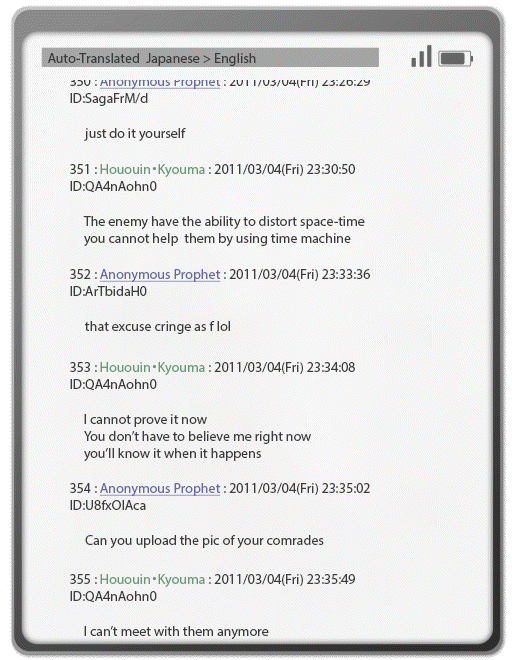 Auto-Translated Japanese > English
350 : Anonymous Prophet : 2011/03/04(Fri) 23:26:29
ID:SagaFrM/d
just do it yourself
351 : Hououin・Kyouma : 2011/03/04(Fri) 23:30:50
ID:QA4nAohn0
The enemy have the ability to distort space-time
you cannot help them by using time machine
352 : Anonymous Prophet : 2011/03/04(Fri) 23:33:36
ID:ArTbidaH0
that excuse cringe as f lol
353 : Hououin・Kyouma : 2011/03/04(Fri) 23:34:08
ID:QA4nAohn0
I cannot prove it now
You don't have to believe me right now
you'll know it when it happens
354 : Anonymous Prophet : 2011/03/04(Fri) 23:35:02
ID:U8fxOIAca
Can you upload the pic of your comrades
355 : Hououin・Kyouma : 2011/03/04(Fri) 23:35:49
ID:QA4nAohn0
I can't meet with them anymore